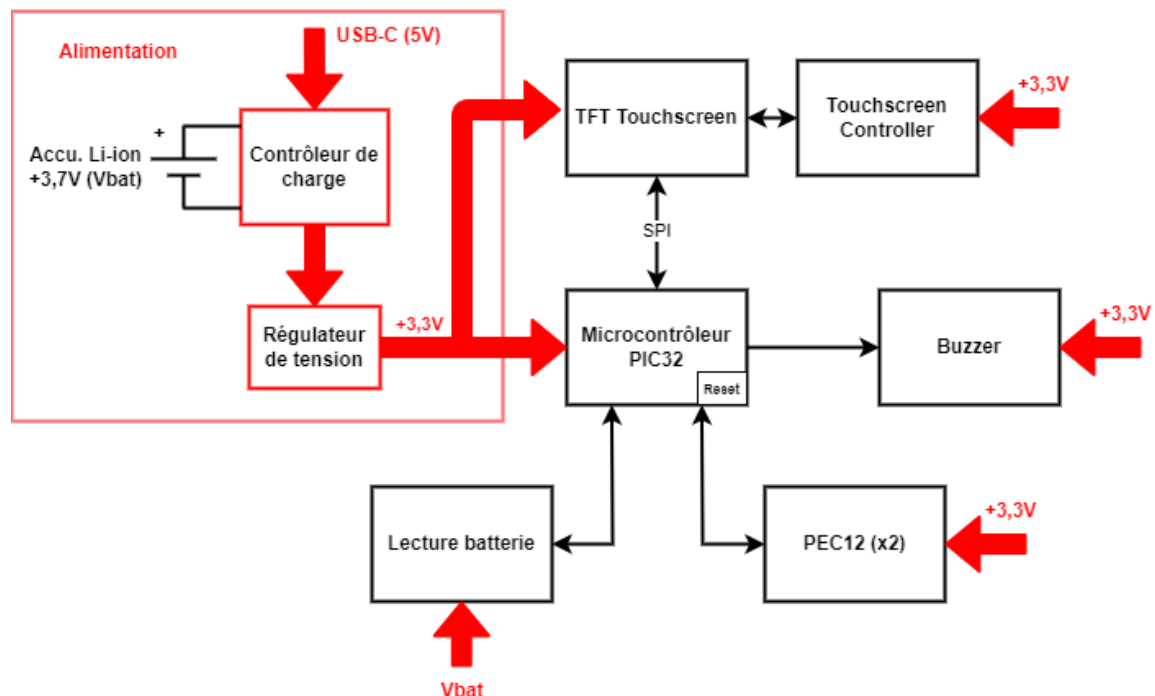 Alimentation
USB-C (5V)
+
Accu. Li-ion
+3,7V (Vbat)
Contrôleur de
charge
Régulateur
de tension
+3,3V
TFT Touchscreen
Touchscreen
Controller
+3,3V
SPI
Microcontrôleur
PIC32
Reset
Buzzer
+3,3V
Lecture batterie
Vbat
PEC12 (x2)
+3,3V